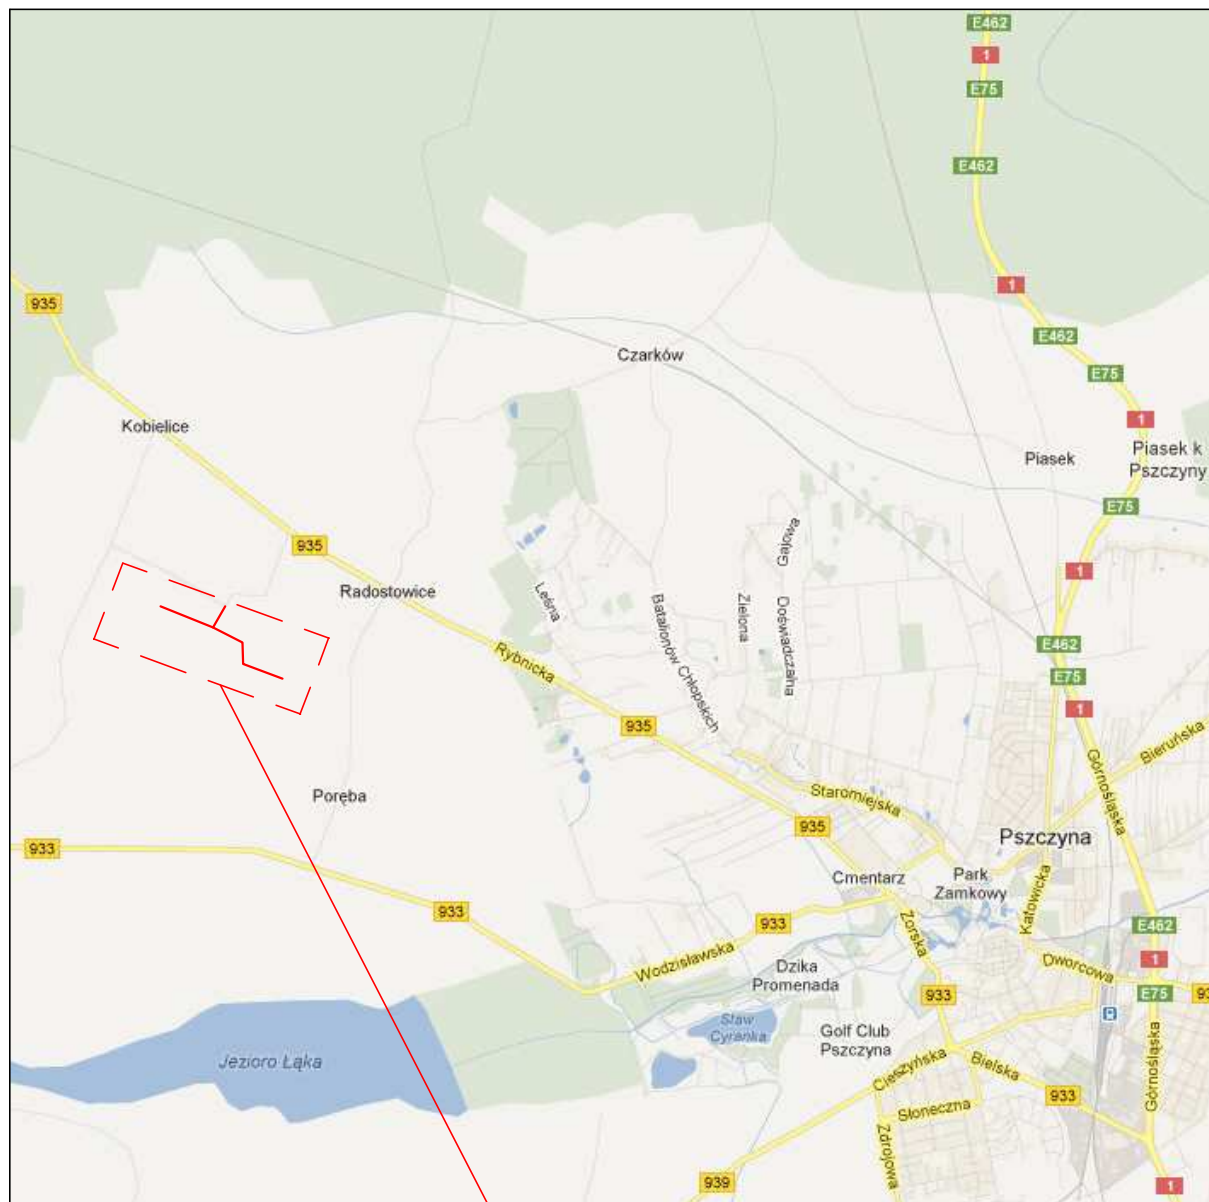 E462
1
E75
E462
1
935
E462
Czarków
E75
1
Kobielice
Piasek
Piasek k
Pszczyny
E75
Gajowa
935
1
Radostowice
Leśna
Batalionów Chłopskich
Zielona
Doświadczalna
E462
Rybnicka
E75
1
935
Bieruńska
Górnośląska
Staromiejska
Poręba
935
Pszczyna
933
Cmentarz
Park
Zamkowy
Katowicka
933
933
Żorska
E462
Wodzisławska
1
Dzika
Promenada
Dworcowa
933
E75
93
Staw
Cyranka
Golf Club
Pszczyna
Jezioro Łąka
Cieszyńska
Bielska
Górnośląska
933
Słoneczna
Zdrojowa
939
1